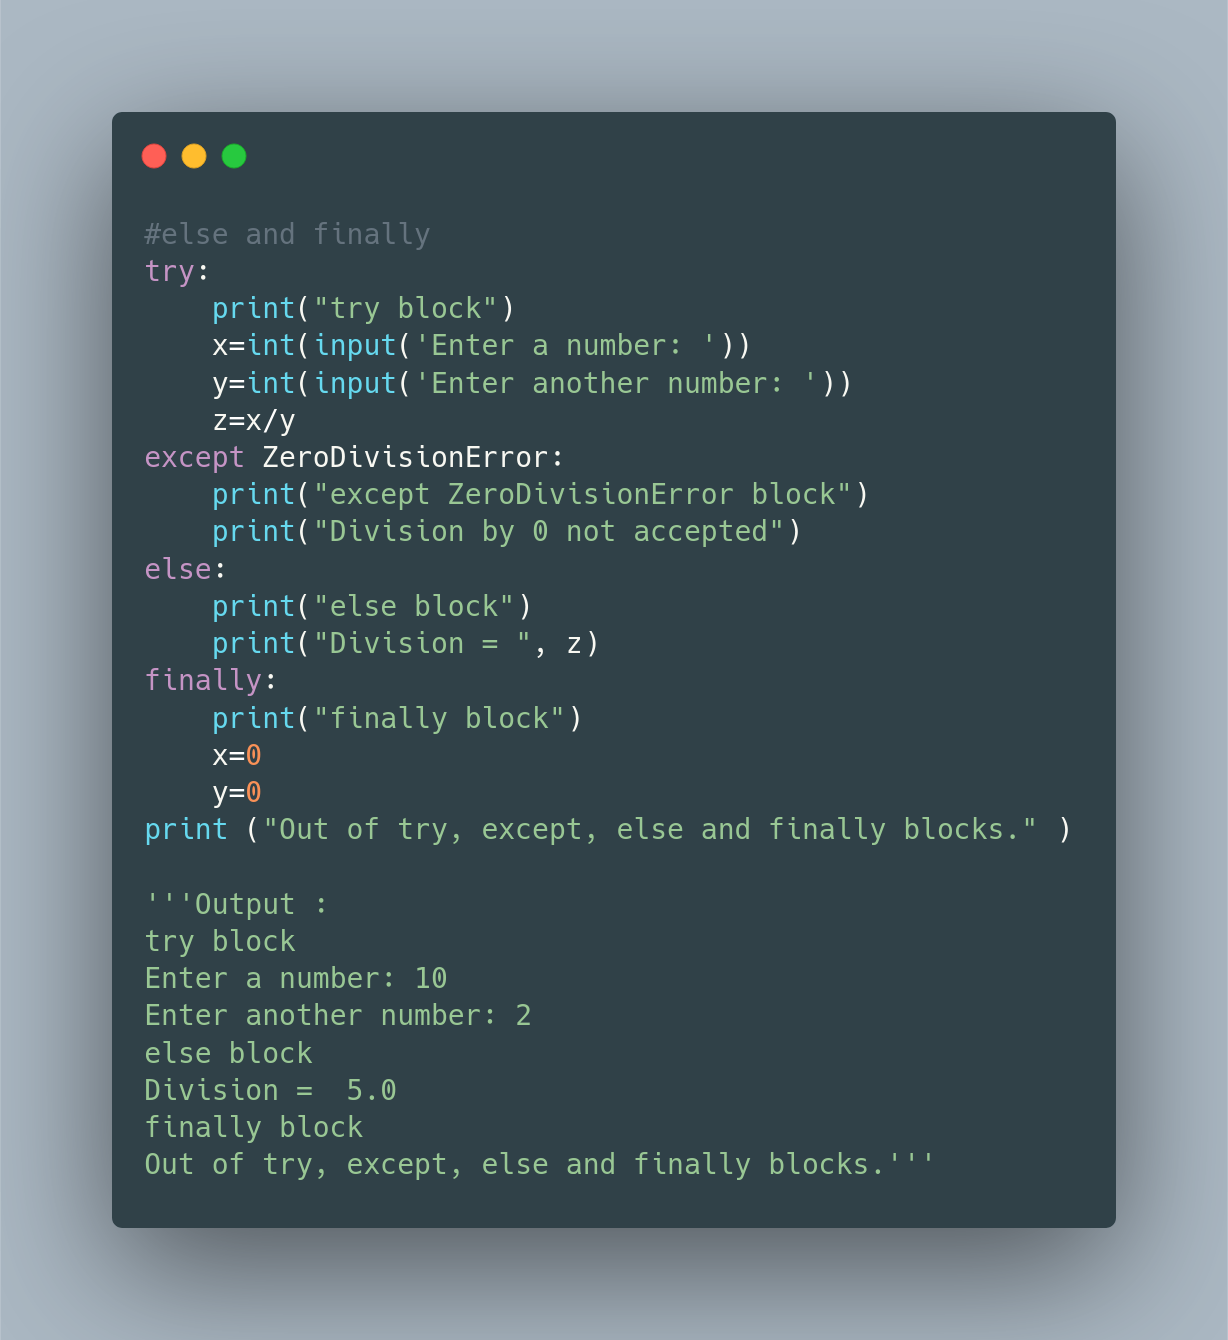 #else and finally
try:
    print("try block")
    x=int(input('Enter a number: '))
    y=int(input('Enter another number: '))
    z=x/y
except ZeroDivisionError:
    print("except ZeroDivisionError block")
    print("Division by 0 not accepted")
else:
    print("else block")
    print("Division = ", z)
finally:
    print("finally block")
    x=0
    y=0
print ("Out of try, except, else and finally blocks." )

'''Output :
try block
Enter a number: 10
Enter another number: 2
else block
Division =  5.0
finally block
Out of try, except, else and finally blocks.'''